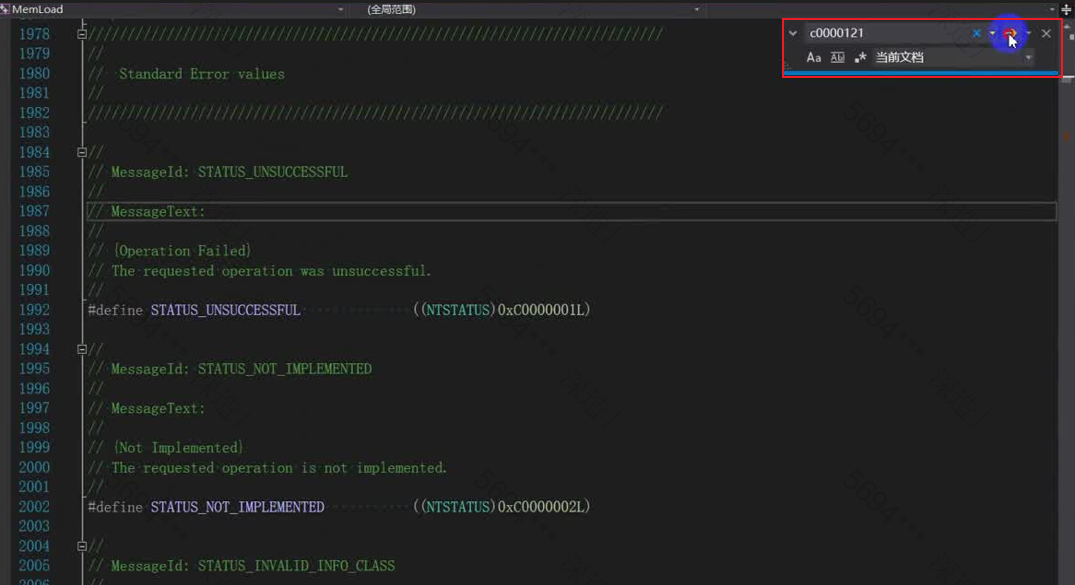 MemLoad (全局范围)
c0000121
Aa Ab .* 当前文档
1978 ////////////////////////////////////////////////////////////////////////
1979 //
1980 // Standard Error values
1981 //
1982 /////////////////////////////////////////////////////////////////////////
1983
1984 //
1985 // MessageId: STATUS_UNSUCCESSFUL
1986 //
1987 // MessageText:
1988 //
1989 // {Operation Failed}
1990 // The requested operation was unsuccessful.
1991 //
1992 #define STATUS_UNSUCCESSFUL ((NTSTATUS)0xC0000001L)
1993
1994 //
1995 // MessageId: STATUS_NOT_IMPLEMENTED
1996 //
1997 // MessageText:
1998 //
1999 // {Not Implemented}
2000 // The requested operation is not implemented.
2001 //
2002 #define STATUS_NOT_IMPLEMENTED ((NTSTATUS)0xC0000002L)
2003
2004 //
2005 // MessageId: STATUS_INVALID_INFO_CLASS
2006 //